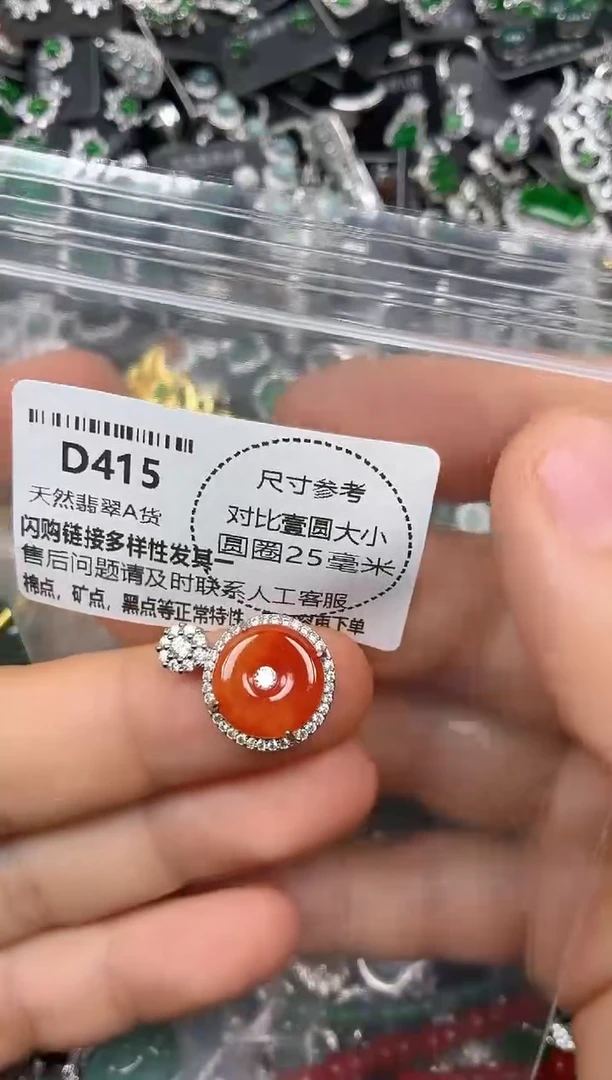 D415
天然翡翠A货
闪购链接多样性发其一
售后问题请及时联系人工客服
棉点，矿点，黑点等正常特性
下单
尺寸参考
对比壹圆大小
圆圈25毫米